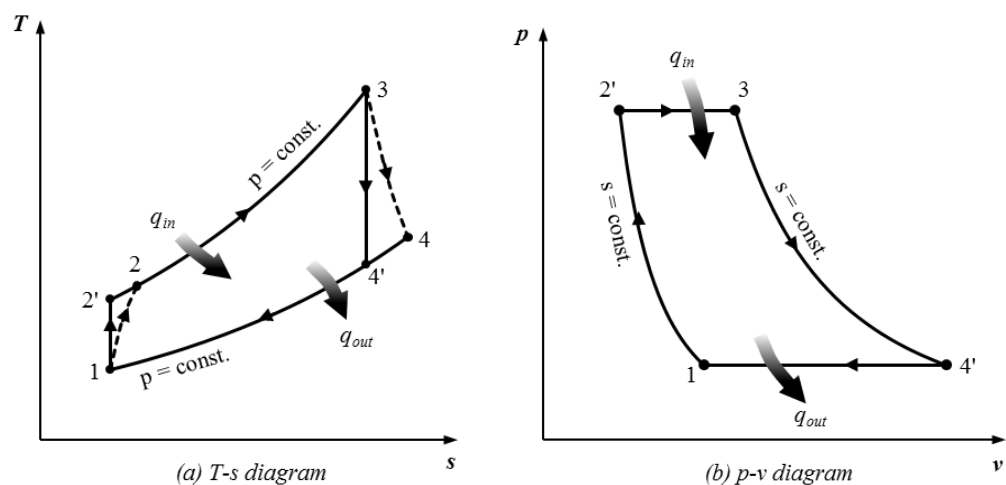 T
3
p = const.
q_in
2
2'
4
4'
q_out
1
p = const.
s
(a) T-s diagram
p
q_in
2'
3
s = const.
s = const.
1
4'
q_out
v
(b) p-v diagram